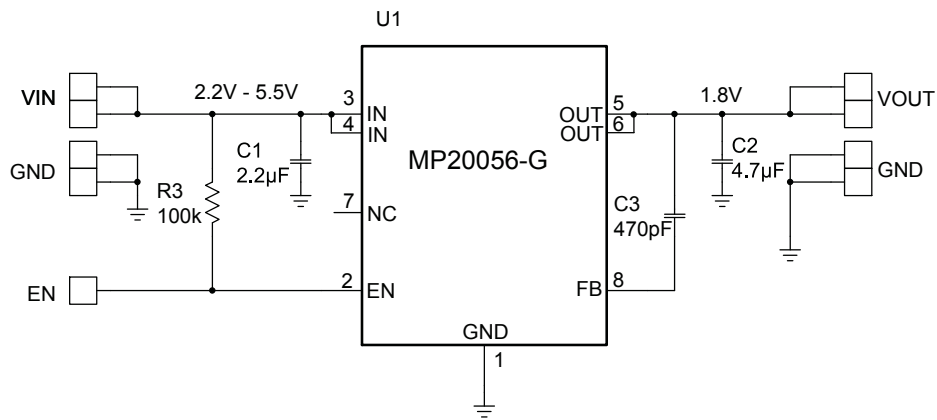 U1
VIN
2.2V - 5.5V
3
IN
4
IN
OUT
5
OUT
6
1.8V
VOUT
GND
C1
2.2µF
MP20056-G
C2
4.7µF
GND
R3
100k
7
NC
C3
470pF
EN
2
EN
FB
8
GND
1